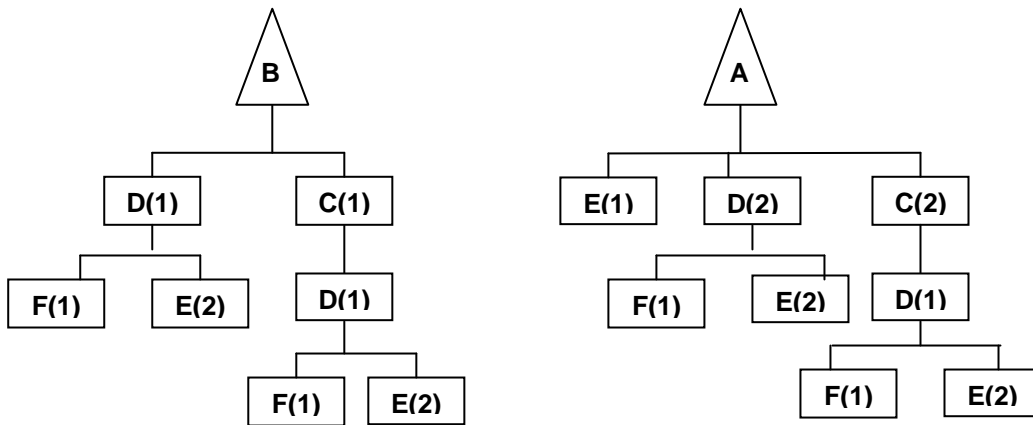 B A
D(1) C(1) E(1) D(2) C(2)
F(1) E(2) D(1) F(1) E(2) D(1)
F(1) E(2) F(1) E(2)